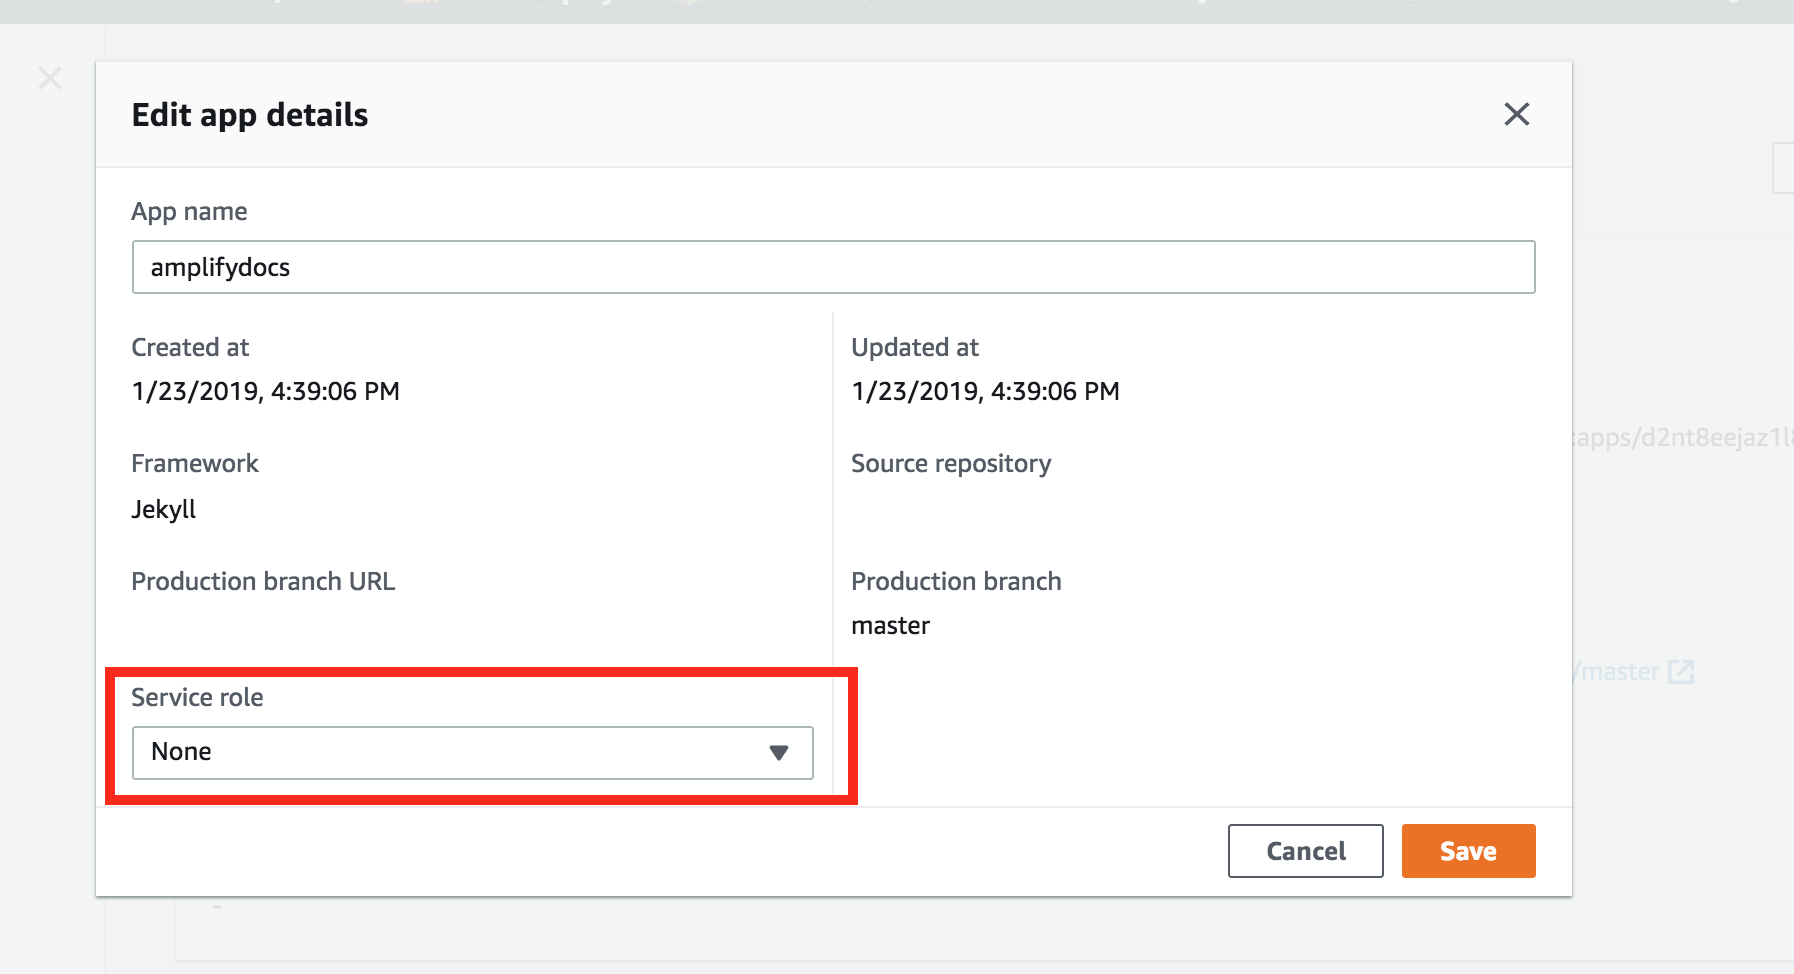 Edit app details
App name
amplifydocs
Created at
1/23/2019, 4:39:06 PM
Updated at
1/23/2019, 4:39:06 PM
Framework
Jekyll
Source repository
:apps/d2nt8eejaz1l
Production branch URL
Production branch
master
/master
Service role
None
Cancel
Save